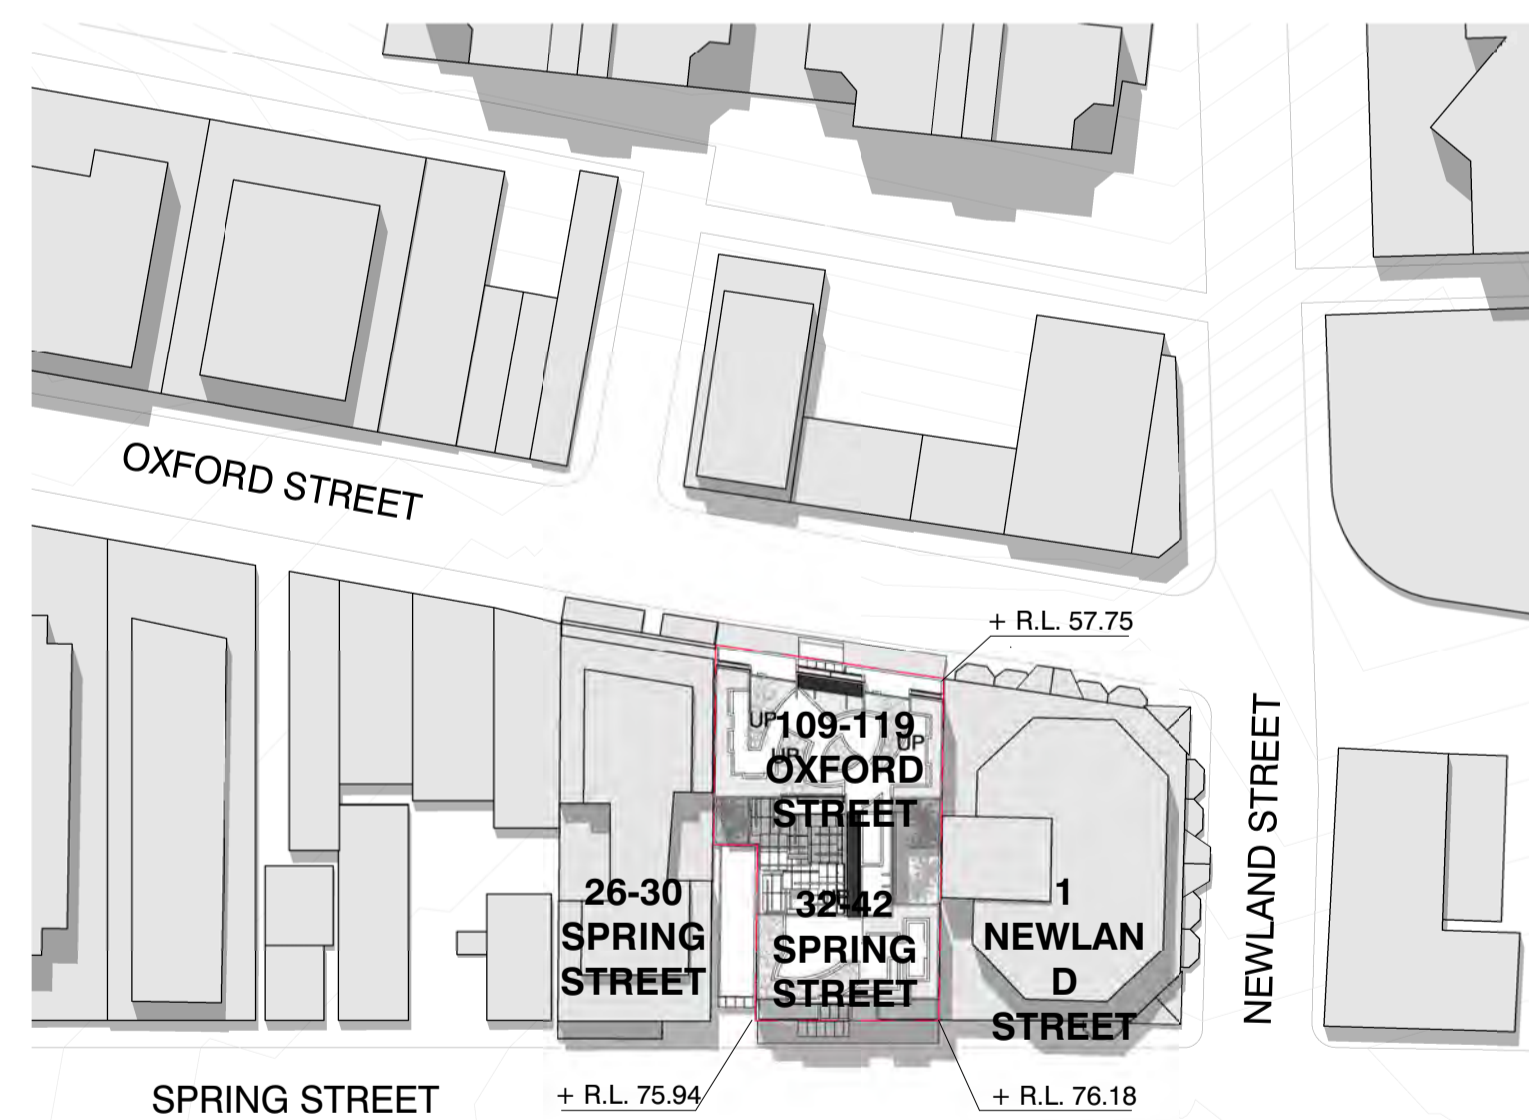 OXFORD STREET
+ R.L. 57.75
UP
109-119
UP
UP
OXFORD
STREET
26-30
SPRING
STREET
32-42
SPRING
STREET
1
NEWLAN
D
STREET
NEWLAND STREET
SPRING STREET
+ R.L. 75.94
+ R.L. 76.18